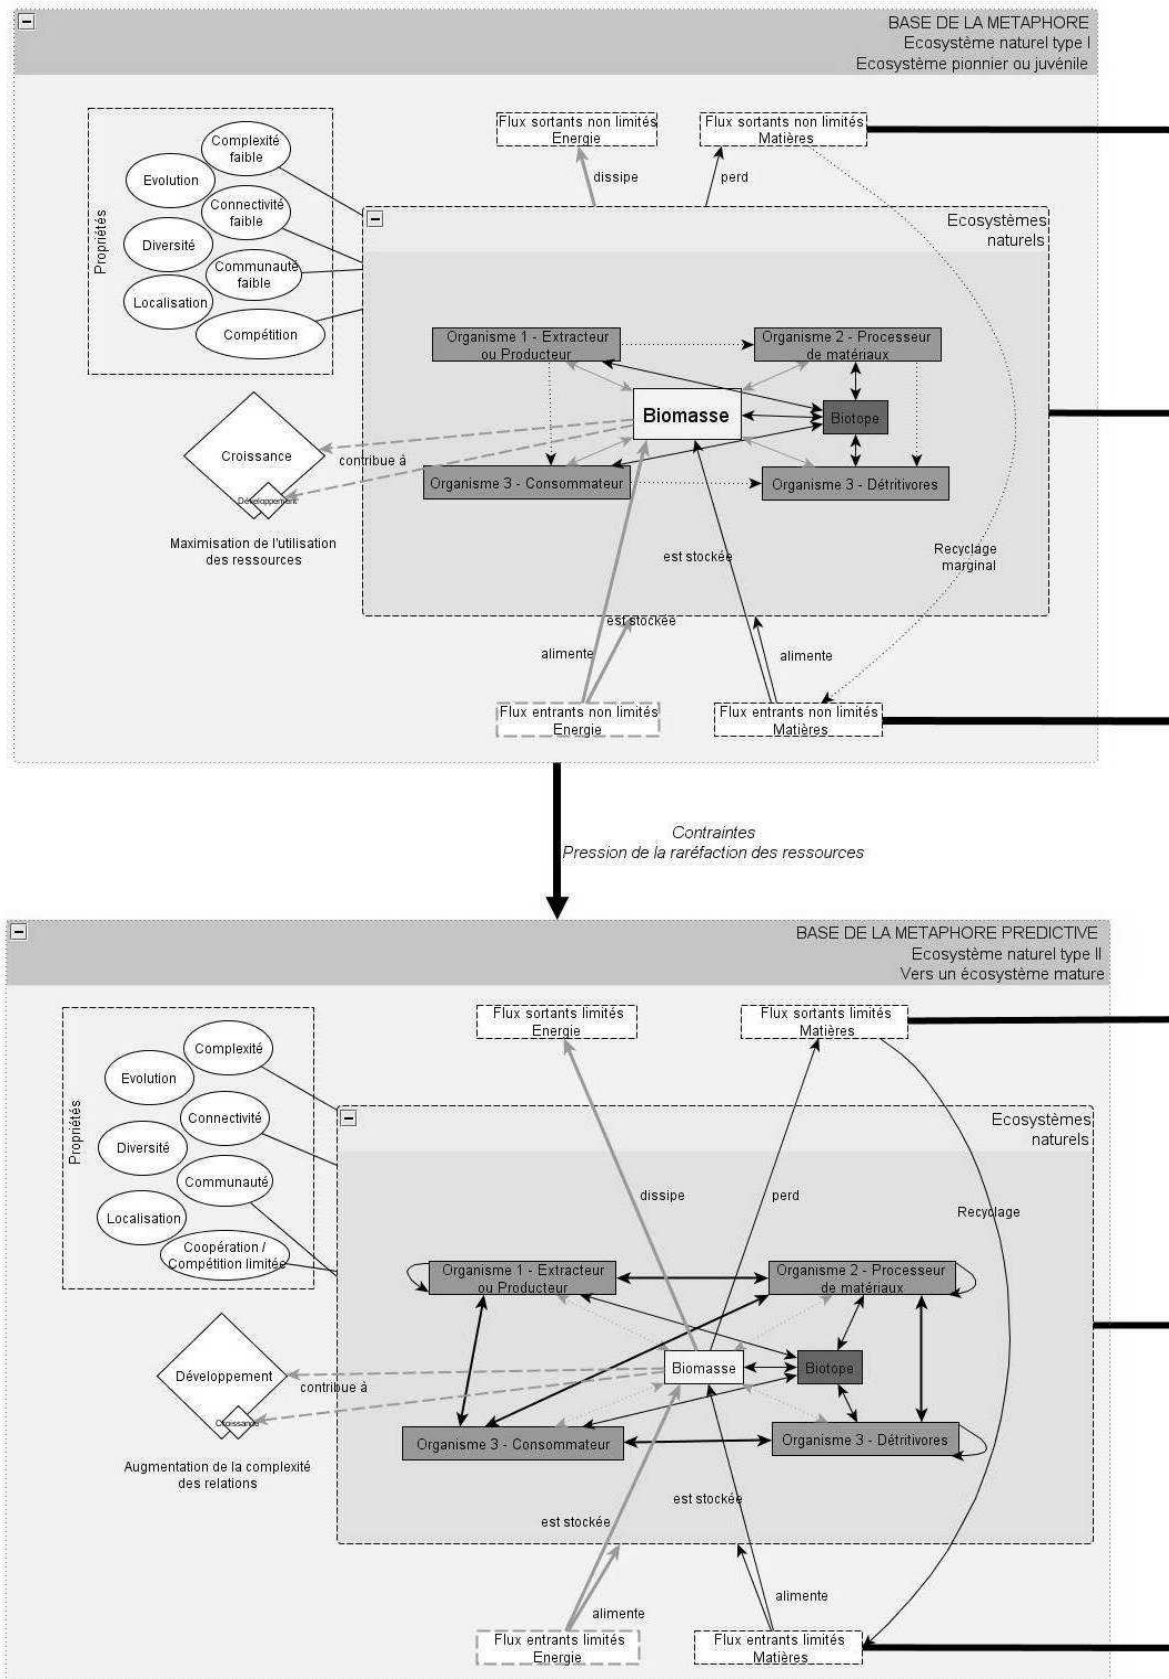 BASE DE LA METAPHORE
Ecosystème naturel type I
Ecosystème pionnier ou juvénile
Flux sortants non limités
Energie
Flux sortants non limités
Matières
dissipe
perd
Propriétés
Complexité
faible
Evolution
Connectivité
faible
Diversité
Communauté
faible
Localisation
Compétition
Ecosystèmes
naturels
Organisme 1 - Extracteur
ou Producteur
Organisme 2 - Processeur
de matériaux
Biomasse
Biotope
Organisme 3 - Consommateur
Organisme 3 - Détritivores
Croissance
Développement
contribue à
Maximisation de l'utilisation
des ressources
est stockée
Recyclage
marginal
est stockée
alimente
alimente
Flux entrants non limités
Energie
Flux entrants non limités
Matières
Contraintes
Pression de la raréfaction des ressources
BASE DE LA METAPHORE PREDICTIVE
Ecosystème naturel type II
Vers un écosystème mature
Flux sortants limités
Energie
Flux sortants limités
Matières
Propriétés
Complexité
Evolution
Connectivité
Diversité
Communauté
Localisation
Coopération /
Compétition limitée
Ecosystèmes
naturels
dissipe
perd
Recyclage
Organisme 1 - Extracteur
ou Producteur
Organisme 2 - Processeur
de matériaux
Biomasse
Biotope
Organisme 3 - Consommateur
Organisme 3 - Détritivores
Développement
Croissance
contribue à
Augmentation de la complexité
des relations
est stockée
est stockée
alimente
alimente
Flux entrants limités
Energie
Flux entrants limités
Matières